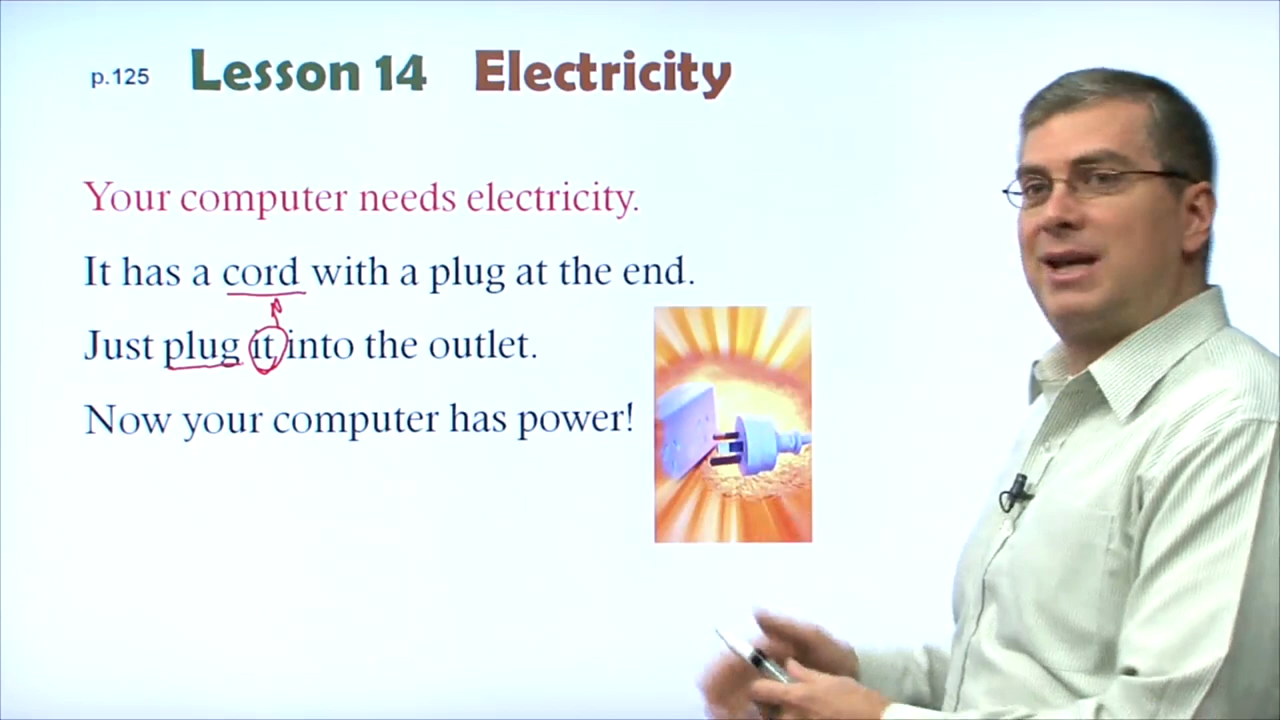 p.125 Lesson 14 Electricity
Your computer needs electricity.
It has a cord with a plug at the end.
Just plug it into the outlet.
Now your computer has power!